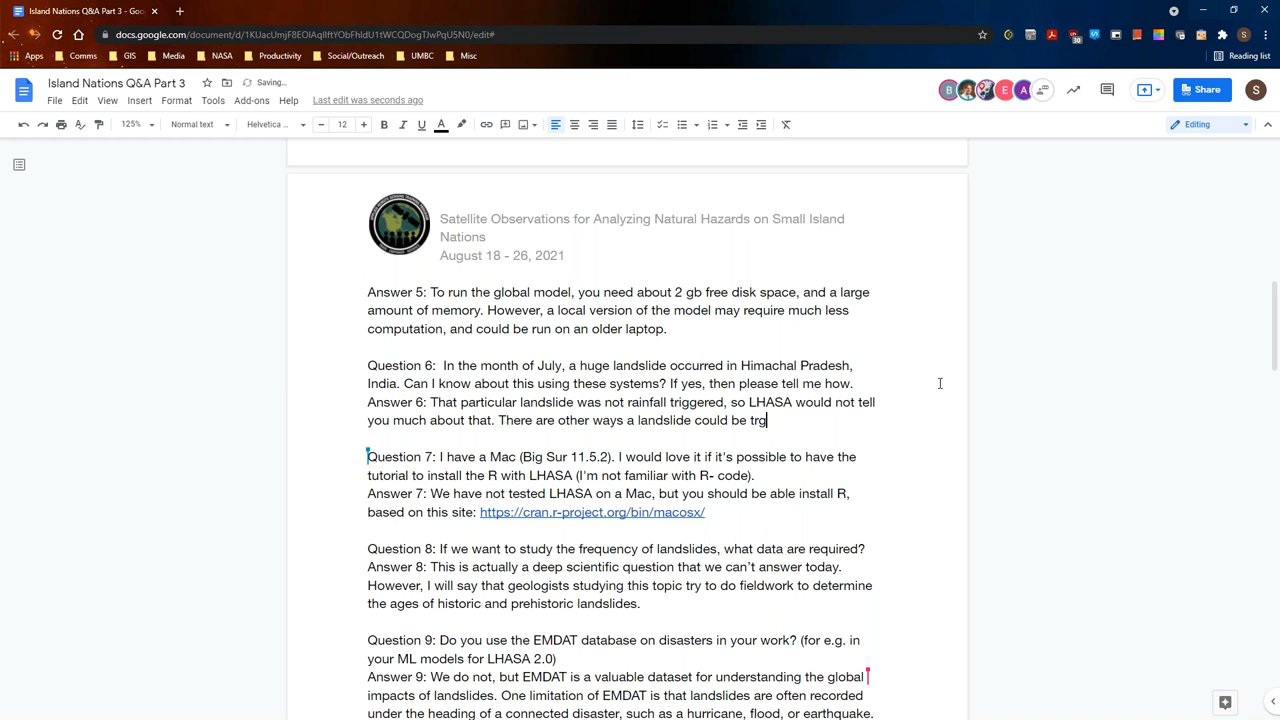 Island Nations Q&A Part 3 - Goo
docs.google.com/document/d/1KUacUmjF8EOIAqIIftYObFhldU1tWCQDogTJwPqU5N0/edit#
Apps Comms GIS Media NASA Productivity Social/Outreach UMBC Misc Reading list
Island Nations Q&A Part 3 Saving...
File Edit View Insert Format Tools Add-ons Help Last edit was seconds ago
B E A Share S
125% Normal text Helvetica ... 12 B I U A Editing
Satellite Observations for Analyzing Natural Hazards on Small Island
Nations
August 18 - 26, 2021
Answer 5: To run the global model, you need about 2 gb free disk space, and a large
amount of memory. However, a local version of the model may require much less
computation, and could be run on an older laptop.
Question 6:  In the month of July, a huge landslide occurred in Himachal Pradesh,
India. Can I know about this using these systems? If yes, then please tell me how.
Answer 6: That particular landslide was not rainfall triggered, so LHASA would not tell
you much about that. There are other ways a landslide could be trg
Question 7: I have a Mac (Big Sur 11.5.2). I would love it if it's possible to have the
tutorial to install the R with LHASA (I'm not familiar with R- code).
Answer 7: We have not tested LHASA on a Mac, but you should be able install R,
based on this site: https://cran.r-project.org/bin/macosx/
Question 8: If we want to study the frequency of landslides, what data are required?
Answer 8: This is actually a deep scientific question that we can't answer today.
However, I will say that geologists studying this topic try to do fieldwork to determine
the ages of historic and prehistoric landslides.
Question 9: Do you use the EMDAT database on disasters in your work? (for e.g. in
your ML models for LHASA 2.0)
Answer 9: We do not, but EMDAT is a valuable dataset for understanding the global
impacts of landslides. One limitation of EMDAT is that landslides are often recorded
under the heading of a connected disaster, such as a hurricane, flood, or earthquake.